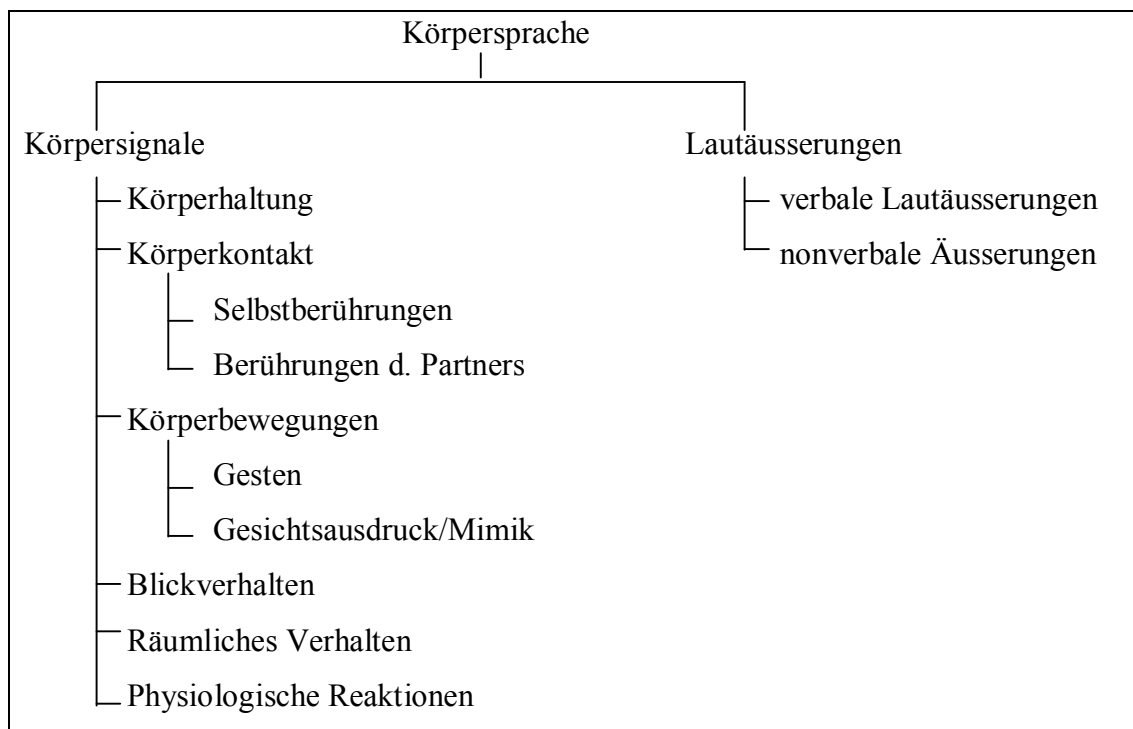 Körpersprache
Körpersignale
Körperhaltung
Körperkontakt
Selbstberührungen
Berührungen d. Partners
Körperbewegungen
Gesten
Gesichtsausdruck/Mimik
Blickverhalten
Räumliches Verhalten
Physiologische Reaktionen
Lautäusserungen
verbale Lautäusserungen
nonverbale Äusserungen